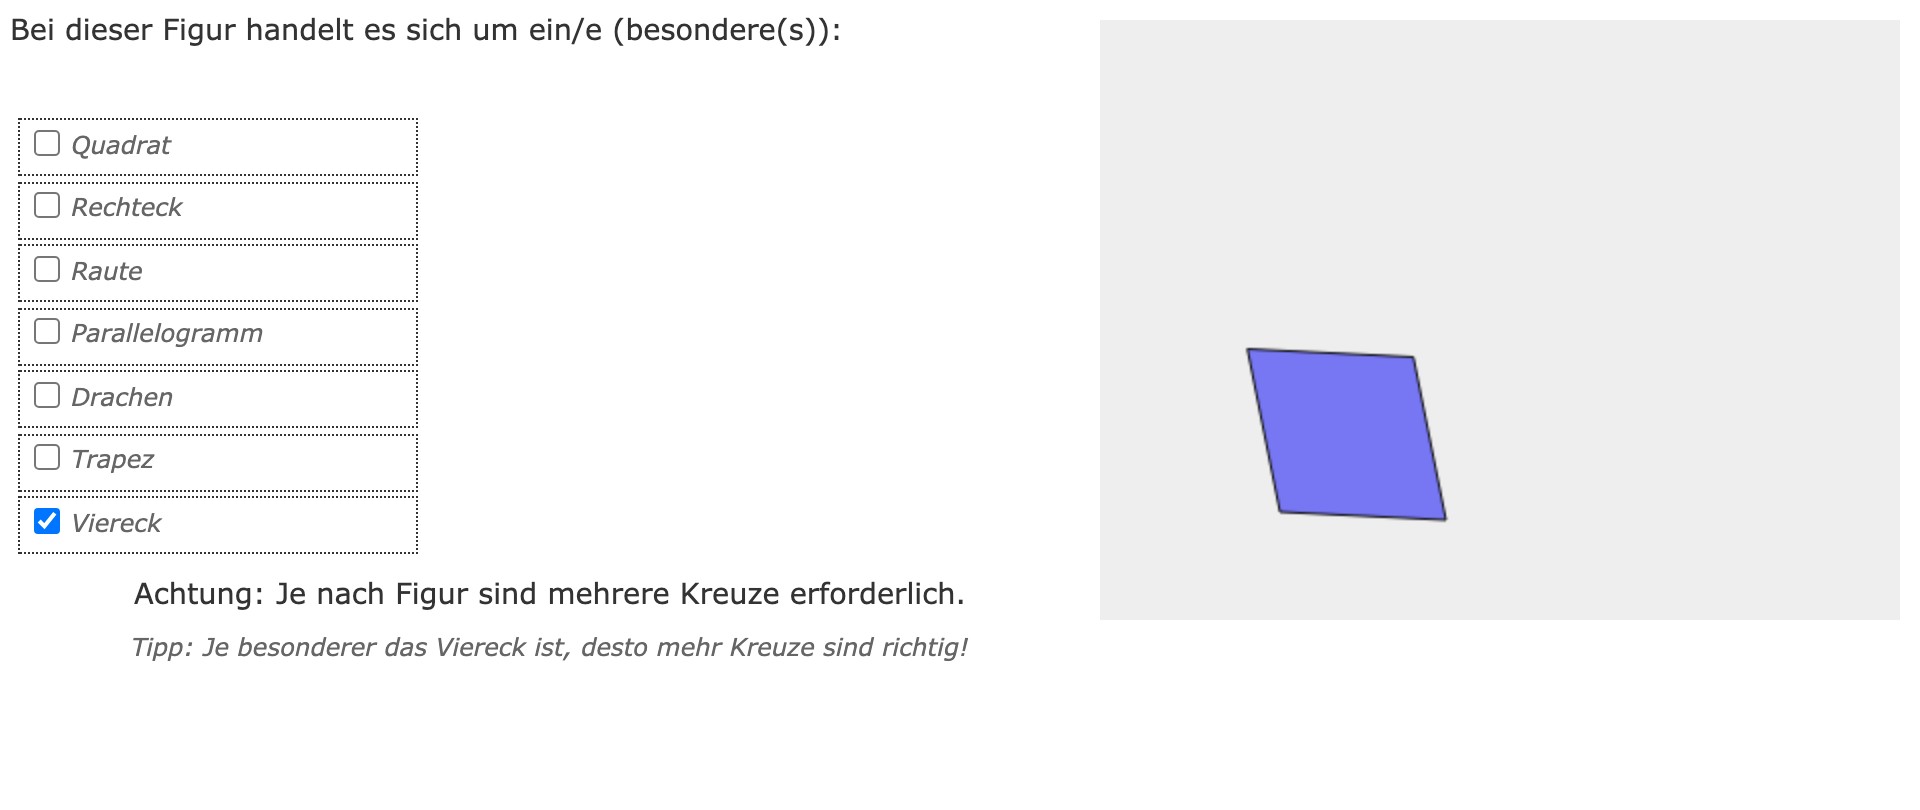 Bei dieser Figur handelt es sich um ein/e (besondere(s)):
Quadrat
Rechteck
Raute
Parallelogramm
Drachen
Trapez
Viereck
Achtung: Je nach Figur sind mehrere Kreuze erforderlich.
Tipp: Je besonderer das Viereck ist, desto mehr Kreuze sind richtig!